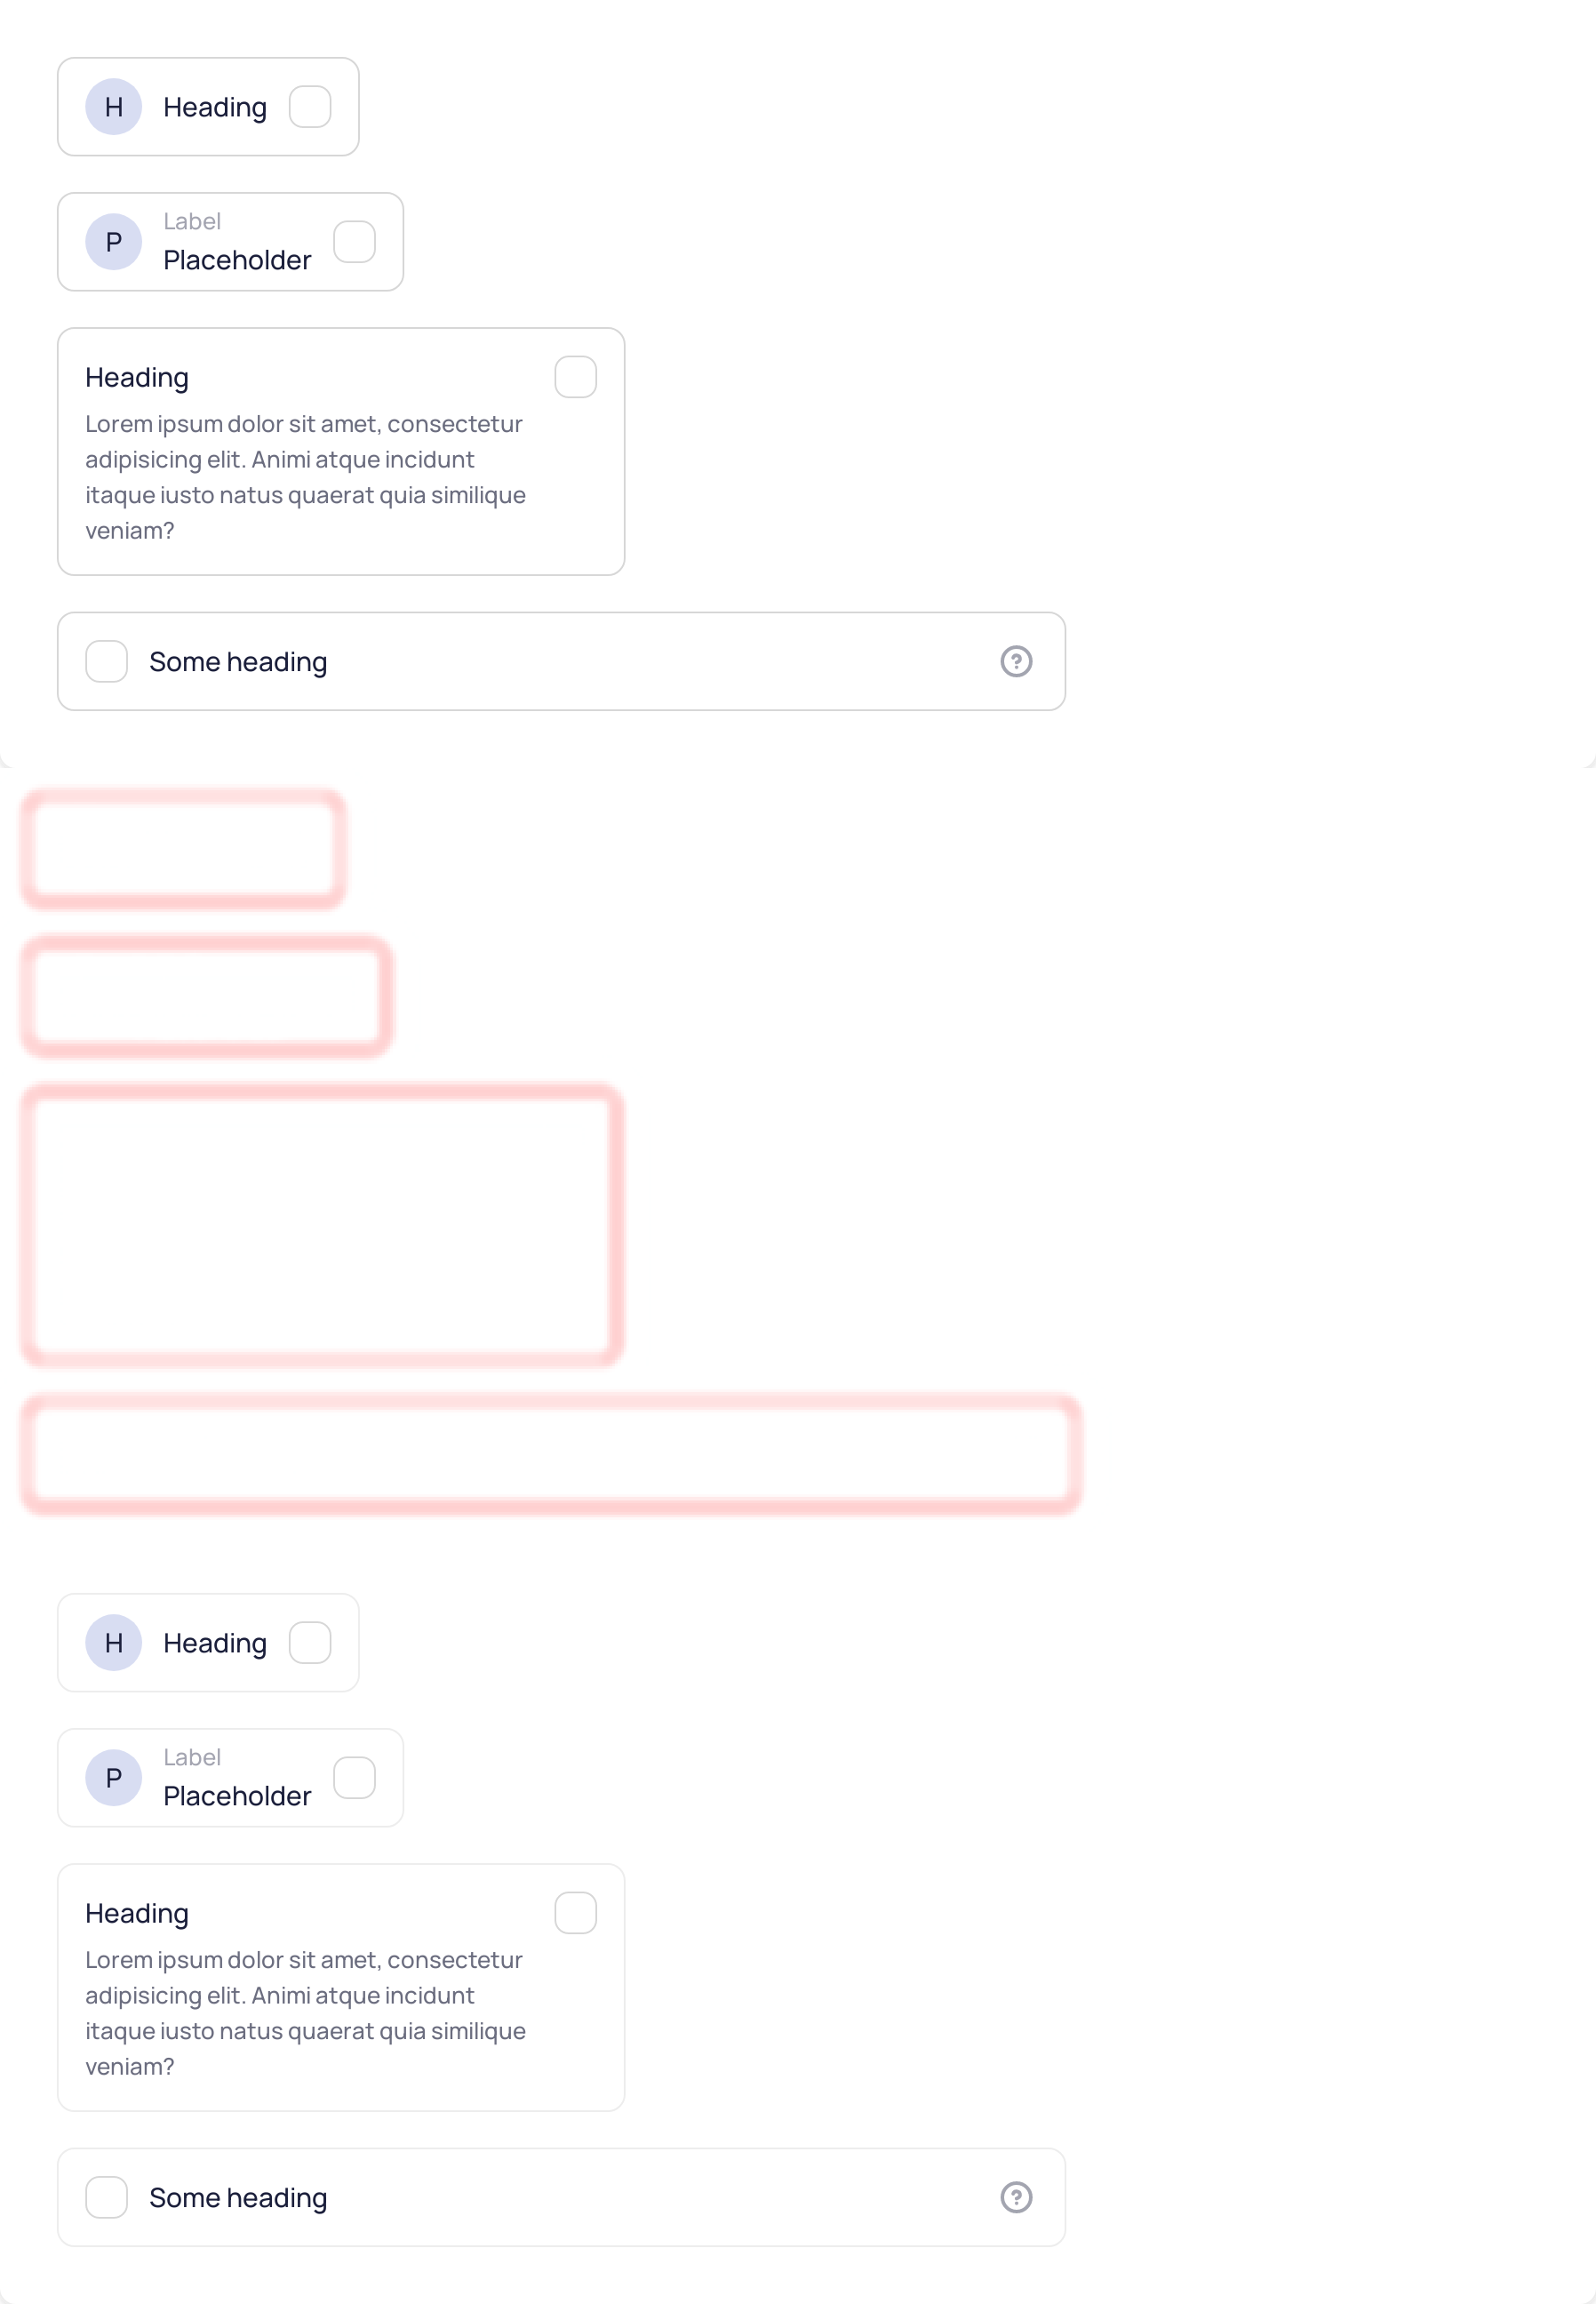 H Heading
Label
P Placeholder
Heading
Lorem ipsum dolor sit amet, consectetur
adipisicing elit. Animi atque incidunt
itaque iusto natus quaerat quia similique
veniam?
Some heading ?
H Heading
Label
P Placeholder
Heading
Lorem ipsum dolor sit amet, consectetur
adipisicing elit. Animi atque incidunt
itaque iusto natus quaerat quia similique
veniam?
Some heading ?